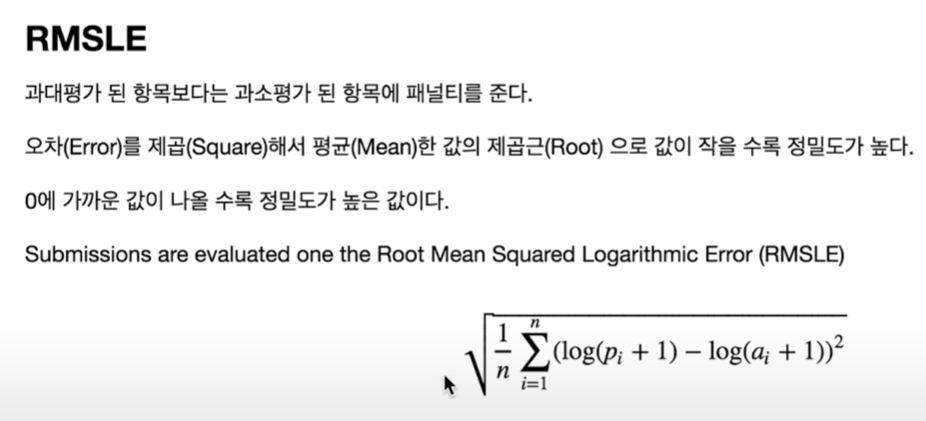 RMSLE
과대평가 된 항목보다는 과소평가 된 항목에 패널티를 준다.
오차(Error)를 제곱(Square)해서 평균(Mean)한 값의 제곱근(Root) 으로 값이 작을 수록 정밀도가 높다.
0에 가까운 값이 나올 수록 정밀도가 높은 값이다.
Submissions are evaluated one the Root Mean Squared Logarithmic Error (RMSLE)
√(1/n ∑_{i=1}^{n} (log(p_i + 1) − log(a_i + 1))²)